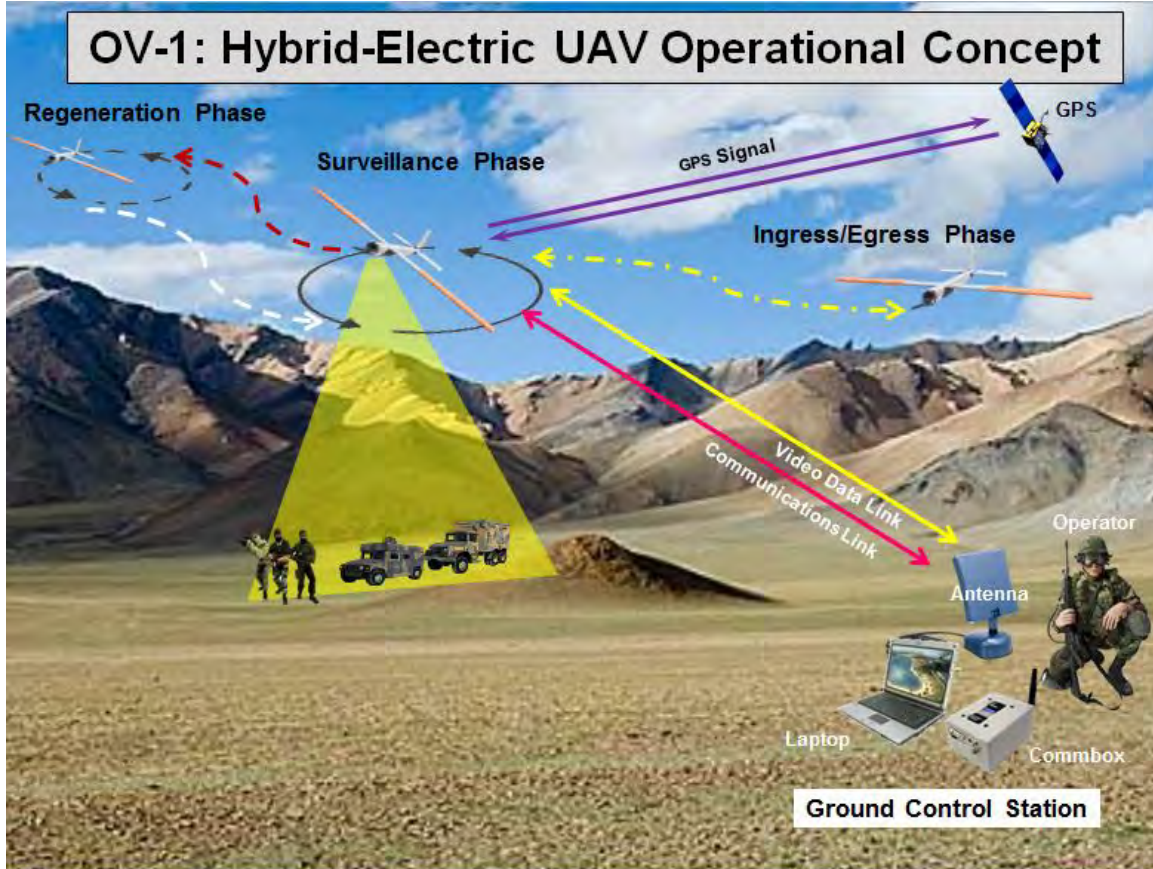 OV-1: Hybrid-Electric UAV Operational Concept
Regeneration Phase
GPS
Surveillance Phase
GPS Signal
Ingress/Egress Phase
Video Data Link
Communications Link
Operator
Antenna
Laptop
Commbox
Ground Control Station